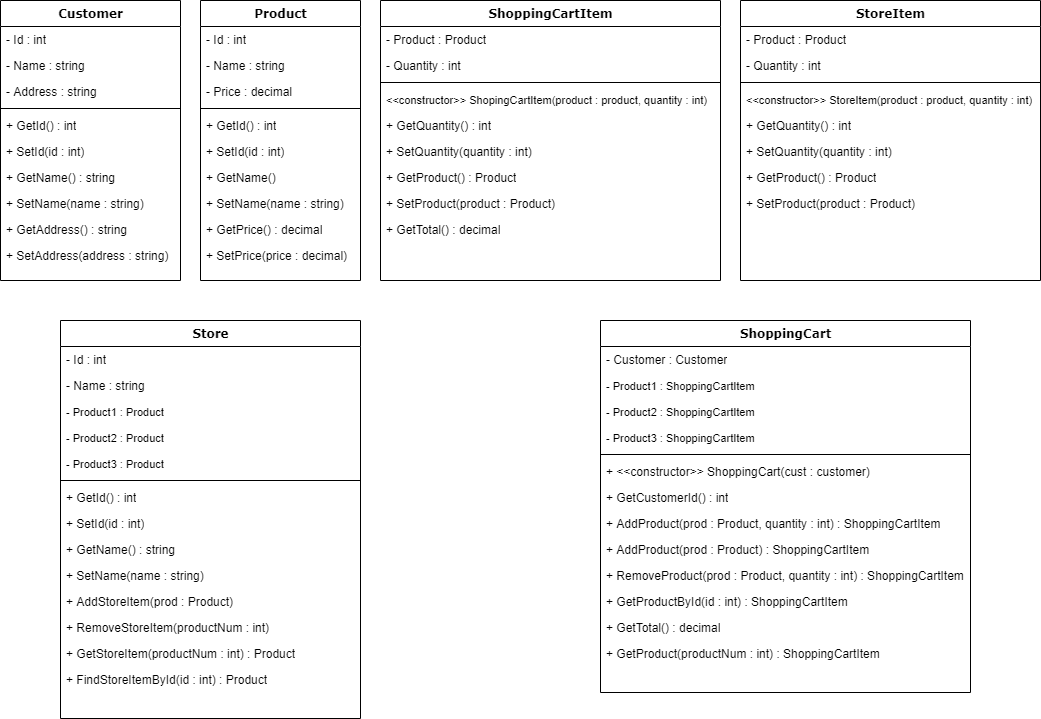 Customer
- Id : int
- Name : string
- Address : string
+ GetId() : int
+ SetId(id : int)
+ GetName() : string
+ SetName(name : string)
+ GetAddress() : string
+ SetAddress(address : string)
Product
- Id : int
- Name : string
- Price : decimal
+ GetId() : int
+ SetId(id : int)
+ GetName()
+ SetName(name : string)
+ GetPrice() : decimal
+ SetPrice(price : decimal)
ShoppingCartItem
- Product : Product
- Quantity : int
<<constructor>> ShopingCartItem(product : product, quantity : int)
+ GetQuantity() : int
+ SetQuantity(quantity : int)
+ GetProduct() : Product
+ SetProduct(product : Product)
+ GetTotal() : decimal
StoreItem
- Product : Product
- Quantity : int
<<constructor>> StoreItem(product : product, quantity : int)
+ GetQuantity() : int
+ SetQuantity(quantity : int)
+ GetProduct() : Product
+ SetProduct(product : Product)
Store
- Id : int
- Name : string
- Product1 : Product
- Product2 : Product
- Product3 : Product
+ GetId() : int
+ SetId(id : int)
+ GetName() : string
+ SetName(name : string)
+ AddStoreItem(prod : Product)
+ RemoveStoreItem(productNum : int)
+ GetStoreItem(productNum : int) : Product
+ FindStoreItemById(id : int) : Product
ShoppingCart
- Customer : Customer
- Product1 : ShoppingCartItem
- Product2 : ShoppingCartItem
- Product3 : ShoppingCartItem
+ <<constructor>> ShoppingCart(cust : customer)
+ GetCustomerId() : int
+ AddProduct(prod : Product, quantity : int) : ShoppingCartItem
+ AddProduct(prod : Product) : ShoppingCartItem
+ RemoveProduct(prod : Product, quantity : int) : ShoppingCartItem
+ GetProductById(id : int) : ShoppingCartItem
+ GetTotal() : decimal
+ GetProduct(productNum : int) : ShoppingCartItem